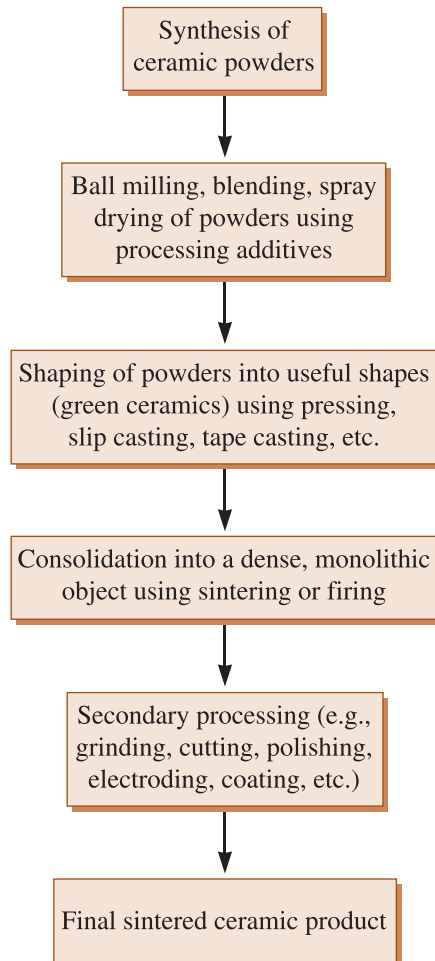 Synthesis of
ceramic powders
Ball milling, blending, spray
drying of powders using
processing additives
Shaping of powders into useful shapes
(green ceramics) using pressing,
slip casting, tape casting, etc.
Consolidation into a dense, monolithic
object using sintering or firing
Secondary processing (e.g.,
grinding, cutting, polishing,
electroding, coating, etc.)
Final sintered ceramic product